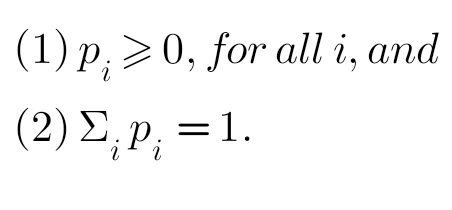 (1) pᵢ ⩾ 0, for all i, and
(2) Σᵢ pᵢ = 1.